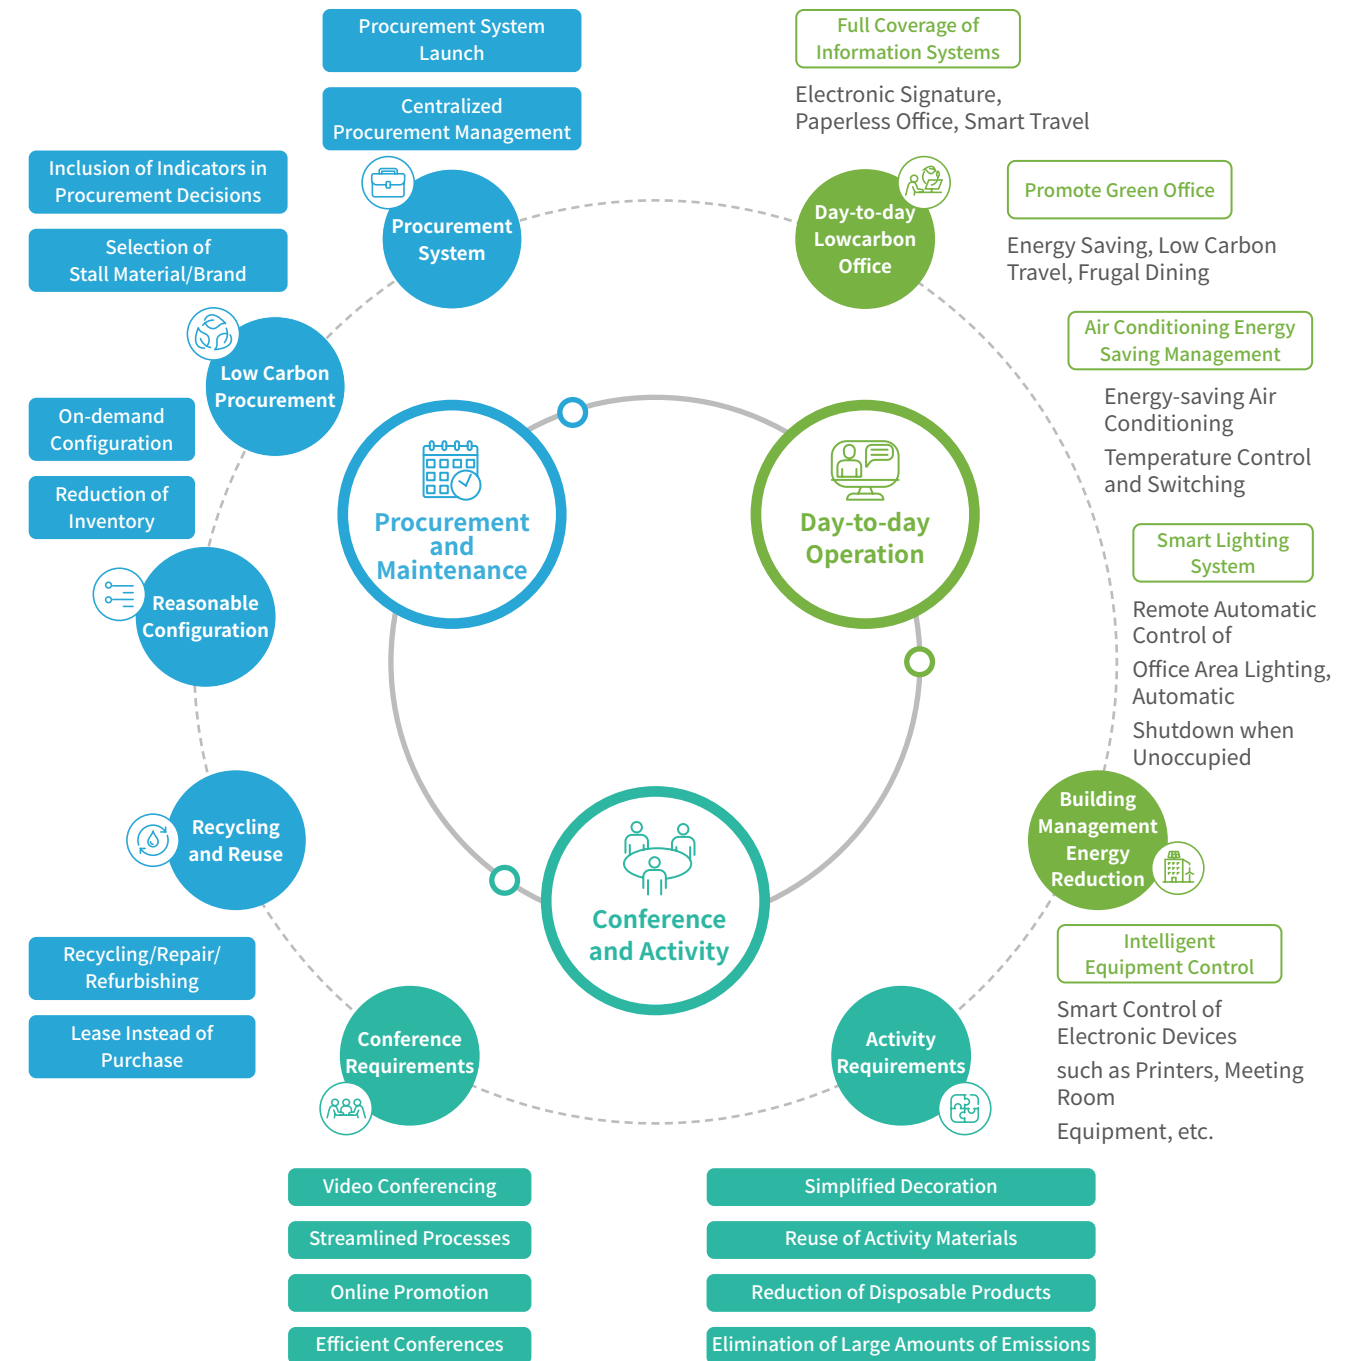 Procurement System
Launch
Centralized
Procurement Management
Full Coverage of
Information Systems
Electronic Signature,
Paperless Office, Smart Travel
Inclusion of Indicators in
Procurement Decisions
Selection of
Stall Material/Brand
Procurement
System
Day-to-day
Lowcarbon
Office
Promote Green Office
Energy Saving, Low Carbon
Travel, Frugal Dining
Low Carbon
Procurement
Air Conditioning Energy
Saving Management
Energy-saving Air
Conditioning
Temperature Control
and Switching
On-demand
Configuration
Reduction of
Inventory
Procurement
and
Maintenance
Day-to-day
Operation
Smart Lighting
System
Remote Automatic
Control of
Office Area Lighting,
Automatic
Shutdown when
Unoccupied
Reasonable
Configuration
Recycling
and Reuse
Building
Management
Energy
Reduction
Conference
and Activity
Recycling/Repair/
Refurbishing
Lease Instead of
Purchase
Intelligent
Equipment Control
Smart Control of
Electronic Devices
such as Printers, Meeting
Room
Equipment, etc.
Conference
Requirements
Activity
Requirements
Video Conferencing
Streamlined Processes
Online Promotion
Efficient Conferences
Simplified Decoration
Reuse of Activity Materials
Reduction of Disposable Products
Elimination of Large Amounts of Emissions